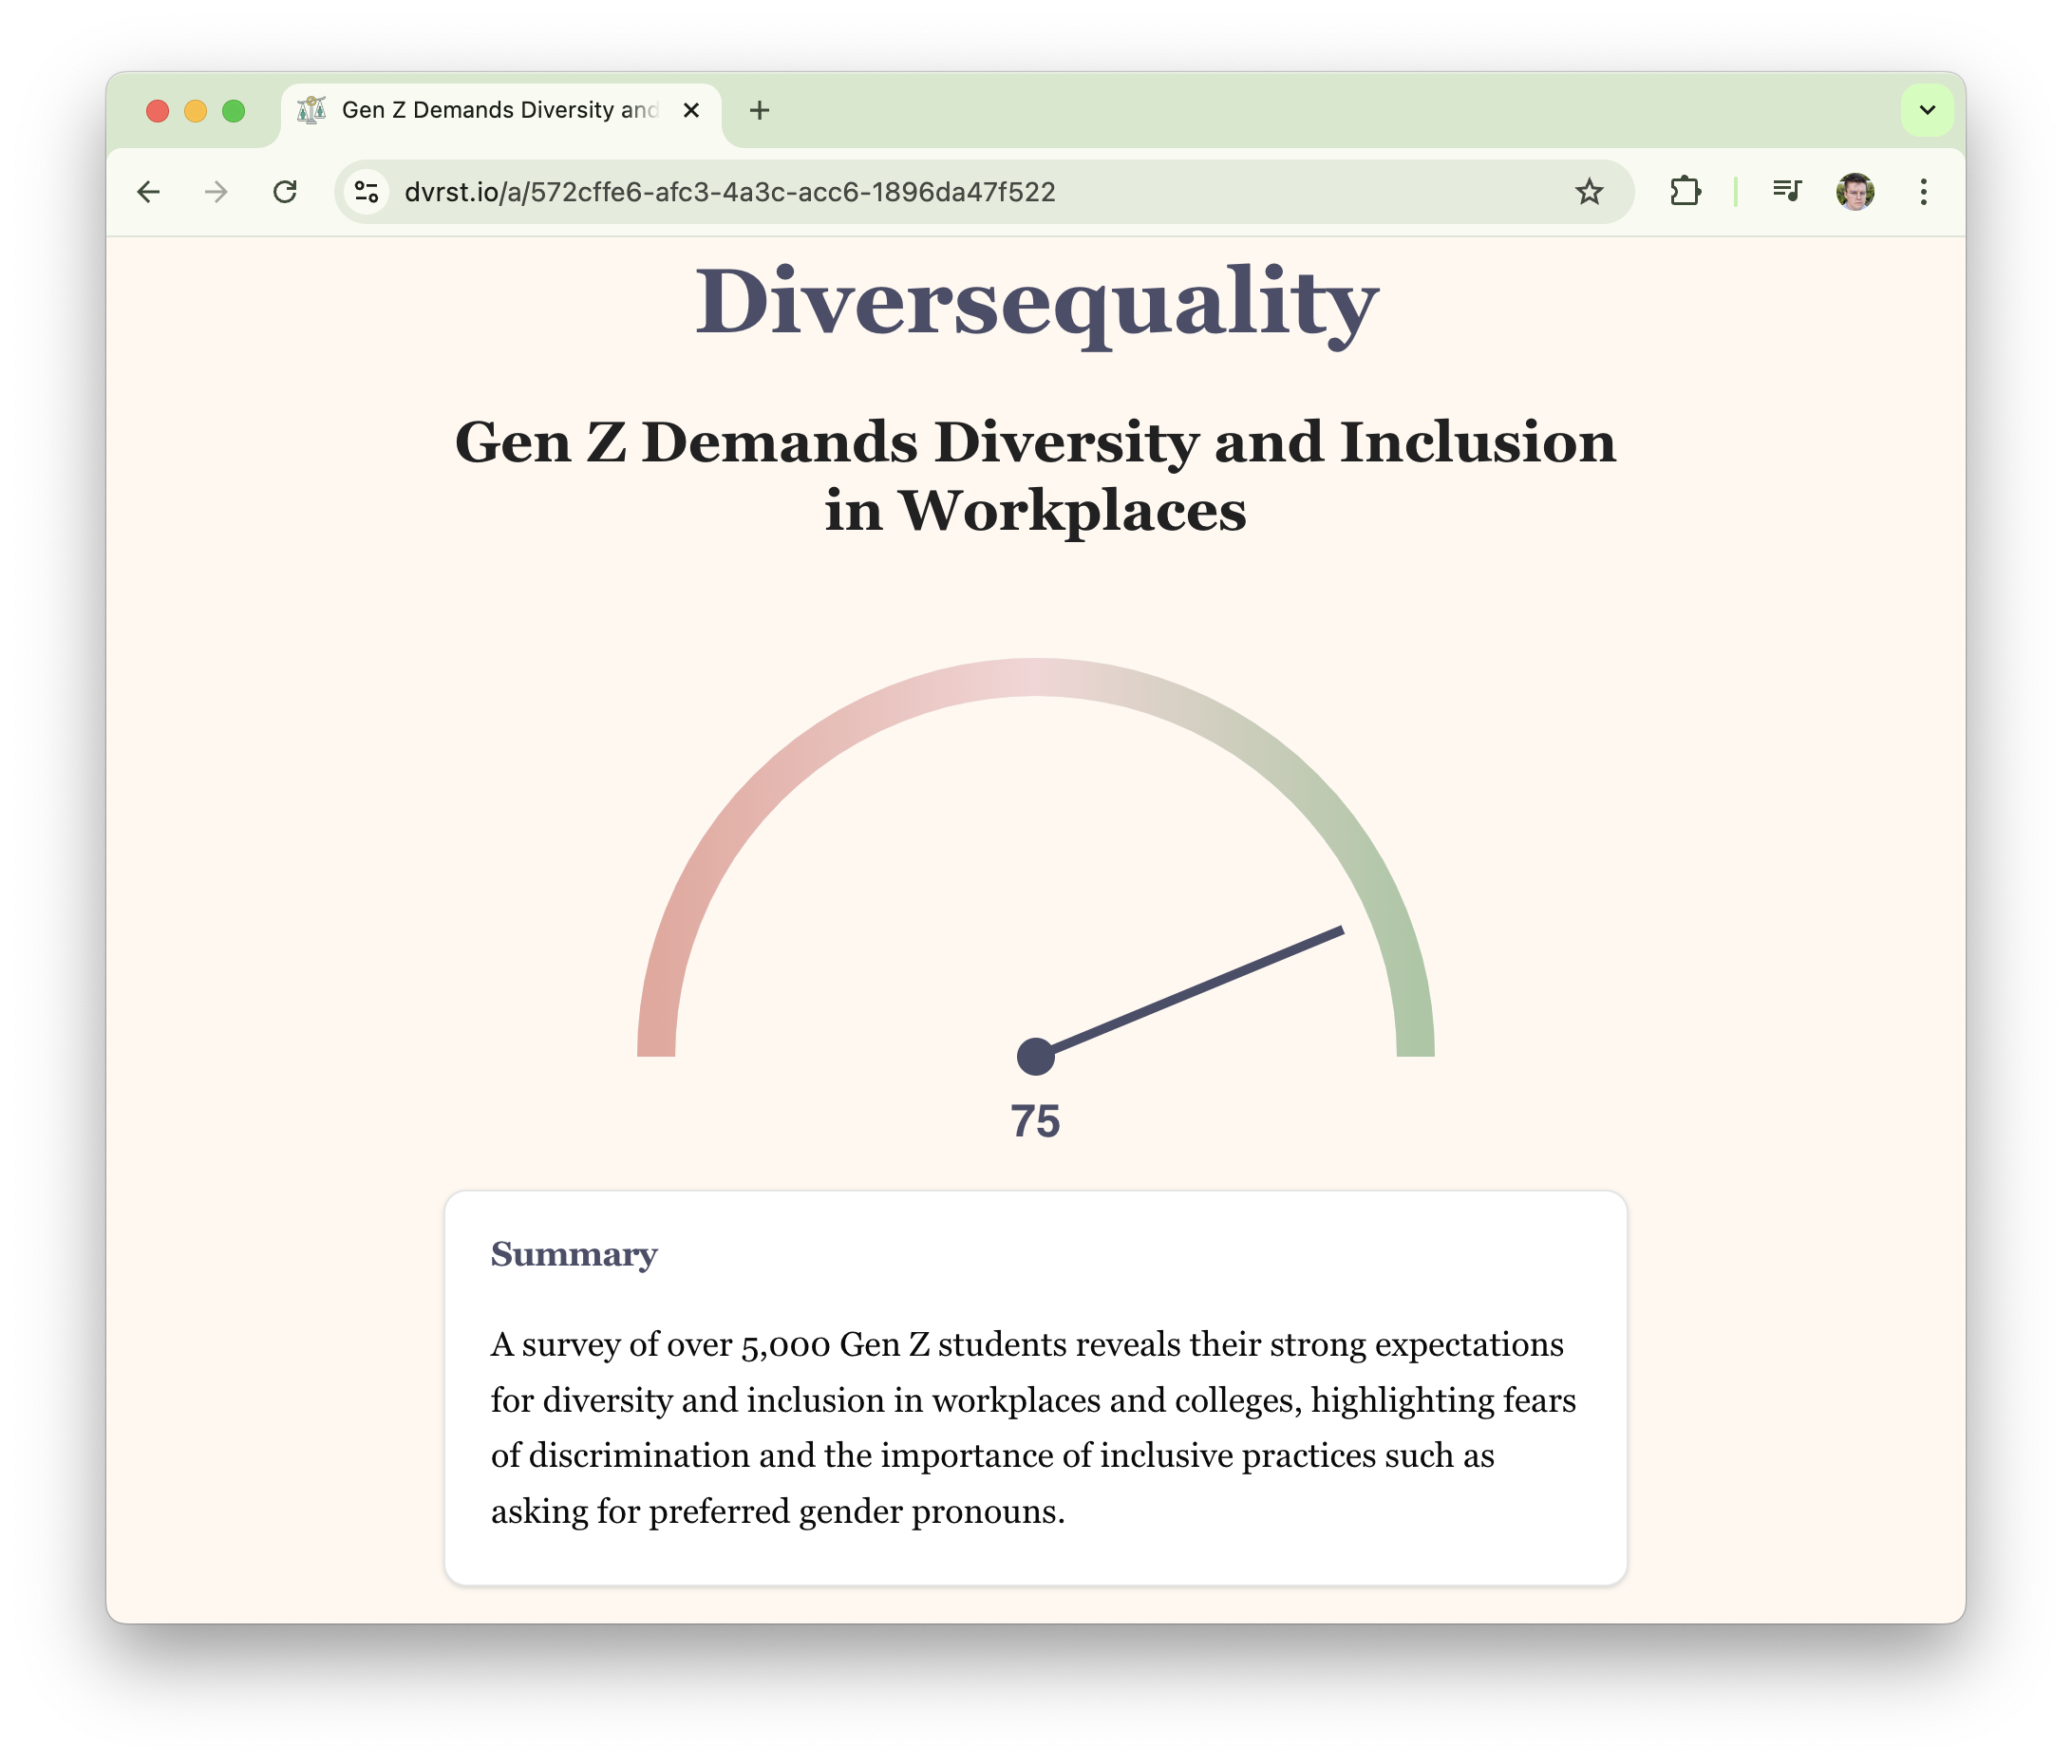 Gen Z Demands Diversity and
dvrst.io/a/572cffe6-afc3-4a3c-acc6-1896da47f522
Diversequality
Gen Z Demands Diversity and Inclusion
in Workplaces
75
Summary
A survey of over 5,000 Gen Z students reveals their strong expectations
for diversity and inclusion in workplaces and colleges, highlighting fears
of discrimination and the importance of inclusive practices such as
asking for preferred gender pronouns.